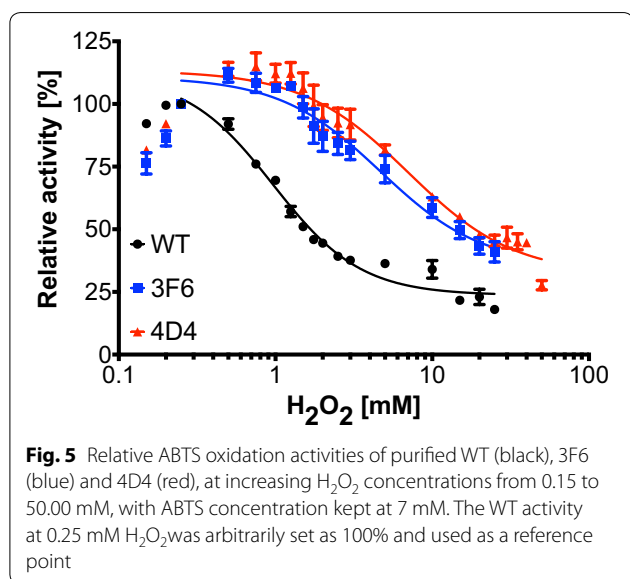 125
100
75
50
25
0
Relative activity [%]
WT
3F6
4D4
0.1
1
10
100
H₂O₂ [mM]
Fig. 5 Relative ABTS oxidation activities of purified WT (black), 3F6
(blue) and 4D4 (red), at increasing H₂O₂ concentrations from 0.15 to
50.00 mM, with ABTS concentration kept at 7 mM. The WT activity
at 0.25 mM H₂O₂was arbitrarily set as 100% and used as a reference
point